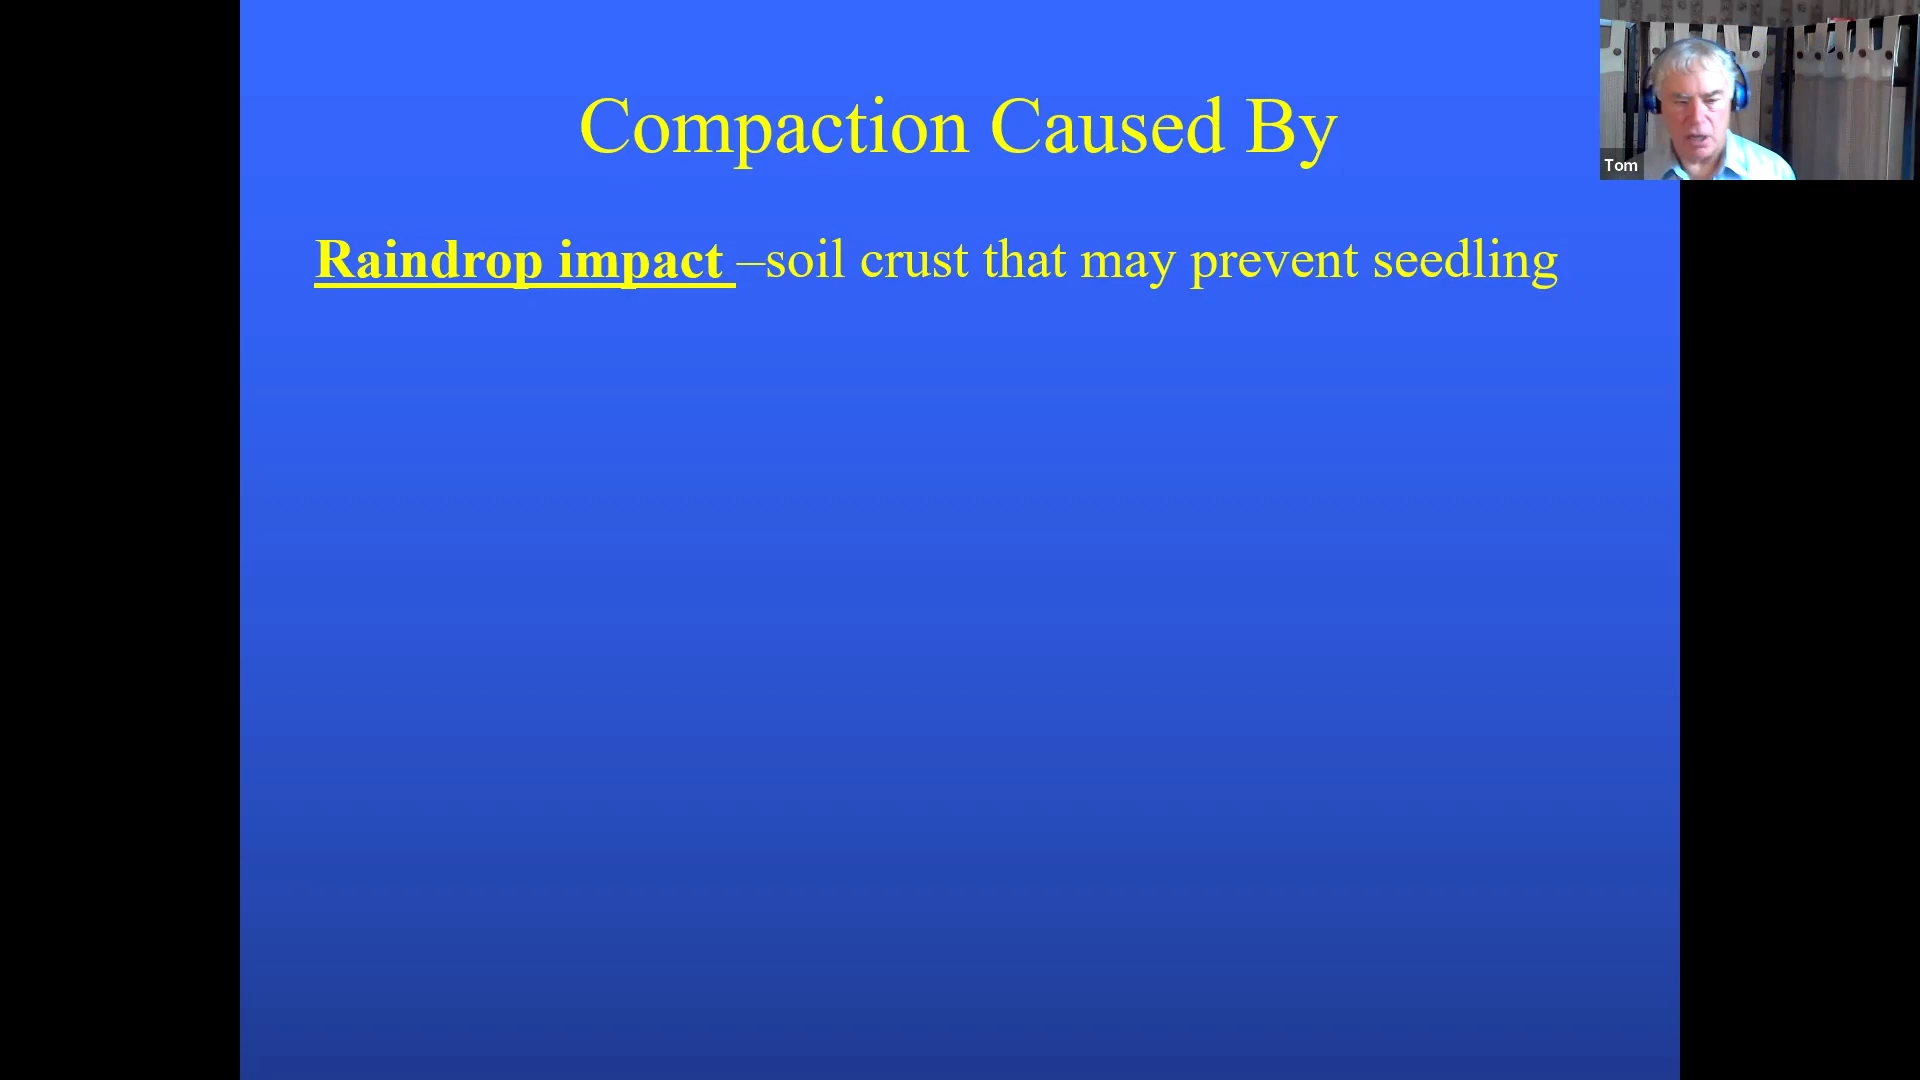 Compaction Caused By
Raindrop impact –soil crust that may prevent seedling
Tom